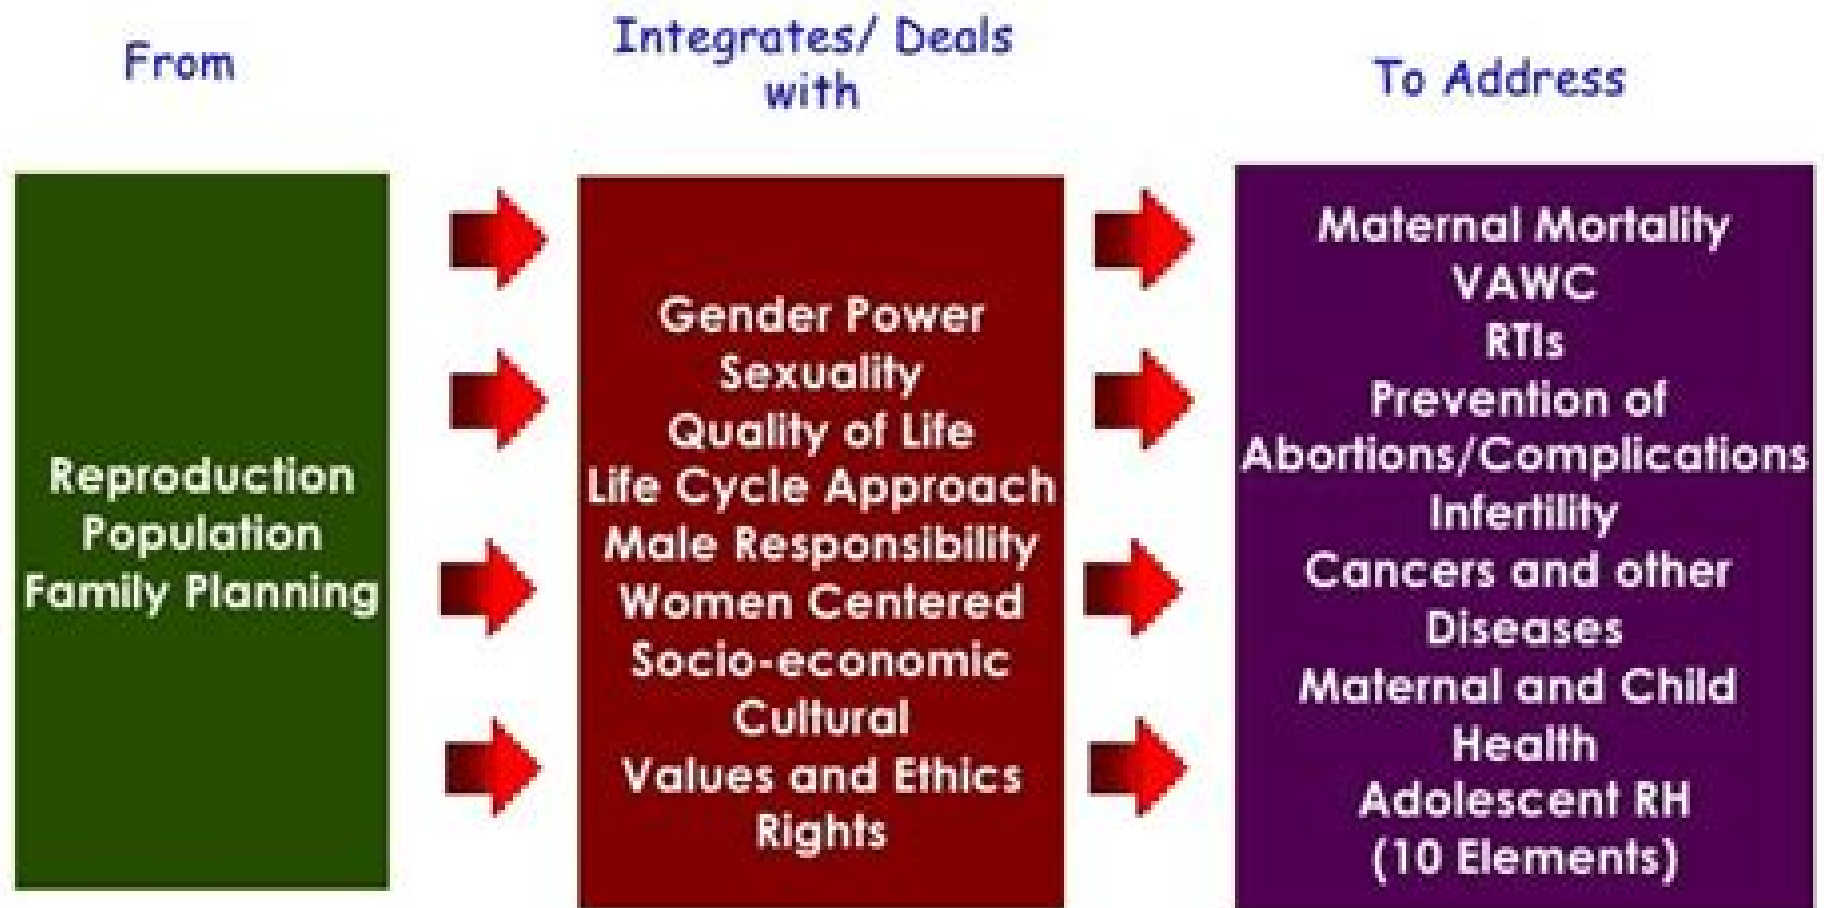 From
Integrates/ Deals
with
To Address
Reproduction
Population
Family Planning
Gender Power
Sexuality
Quality of Life
Life Cycle Approach
Male Responsibility
Women Centered
Socio-economic
Cultural
Values and Ethics
Rights
Maternal Mortality
VAWC
RTIs
Prevention of
Abortions/Complications
Infertility
Cancers and other
Diseases
Maternal and Child
Health
Adolescent RH
(10 Elements)